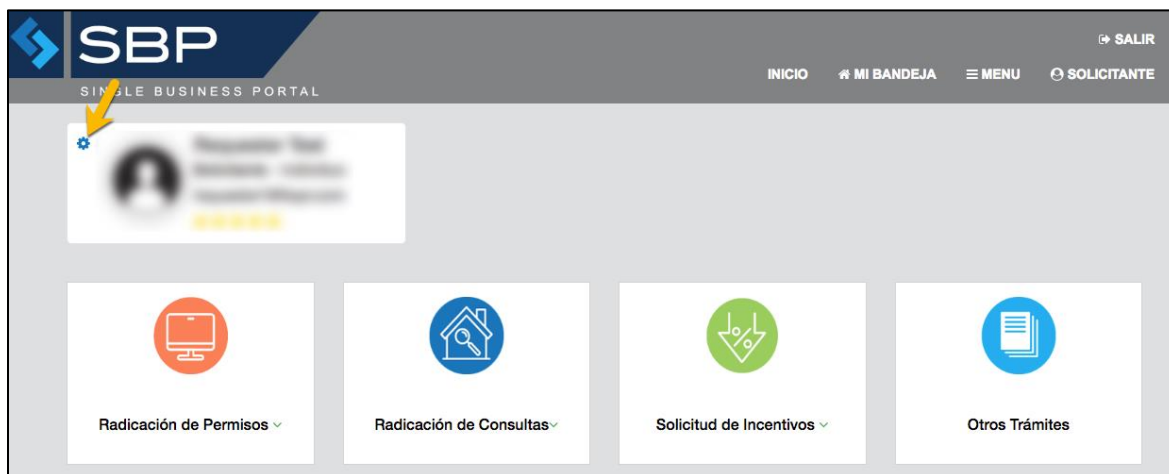 SBP
SINGLE BUSINESS PORTAL
SALIR
INICIO MI BANDEJA MENU SOLICITANTE
Radicación de Permisos
Radicación de Consultas
Solicitud de Incentivos
Otros Trámites